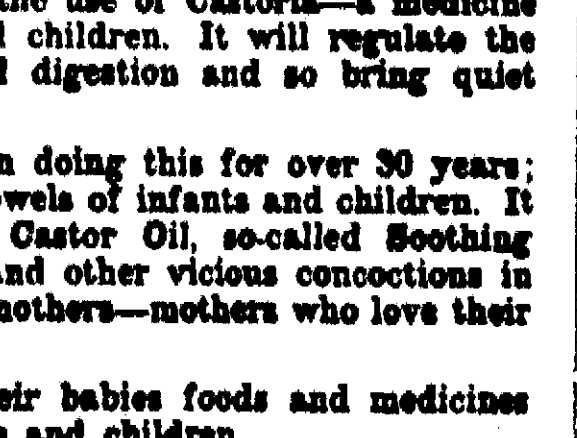 the use of Castoria—a medicine
children. It will regulate the
digestion and so bring quiet
doing this for over 30 years;
owels of infants and children. It
Castor Oil, so-called Soothing
And other vicious concoctions in
mothers—mothers who love their
eir babies foods and medicines
and children